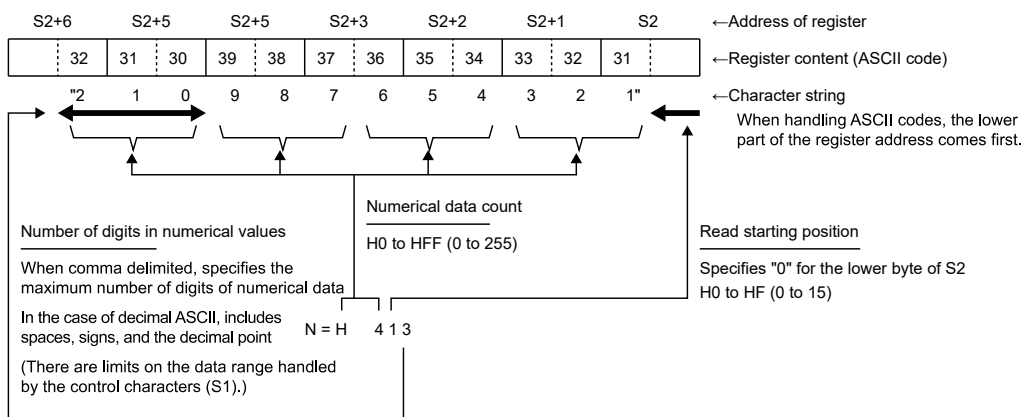 S2+6 S2+5 S2+5 S2+3 S2+2 S2+1 S2 ←Address of register
32 31 30 39 38 37 36 35 34 33 32 31 ←Register content (ASCII code)
"2 1 0 9 8 7 6 5 4 3 2 1" ←Character string
When handling ASCII codes, the lower
part of the register address comes first.
Numerical data count
H0 to HFF (0 to 255)
Number of digits in numerical values
When comma delimited, specifies the
maximum number of digits of numerical data
In the case of decimal ASCII, includes
spaces, signs, and the decimal point
(There are limits on the data range handled
by the control characters (S1).)
Read starting position
Specifies "0" for the lower byte of S2
H0 to HF (0 to 15)
N = H 4 1 3